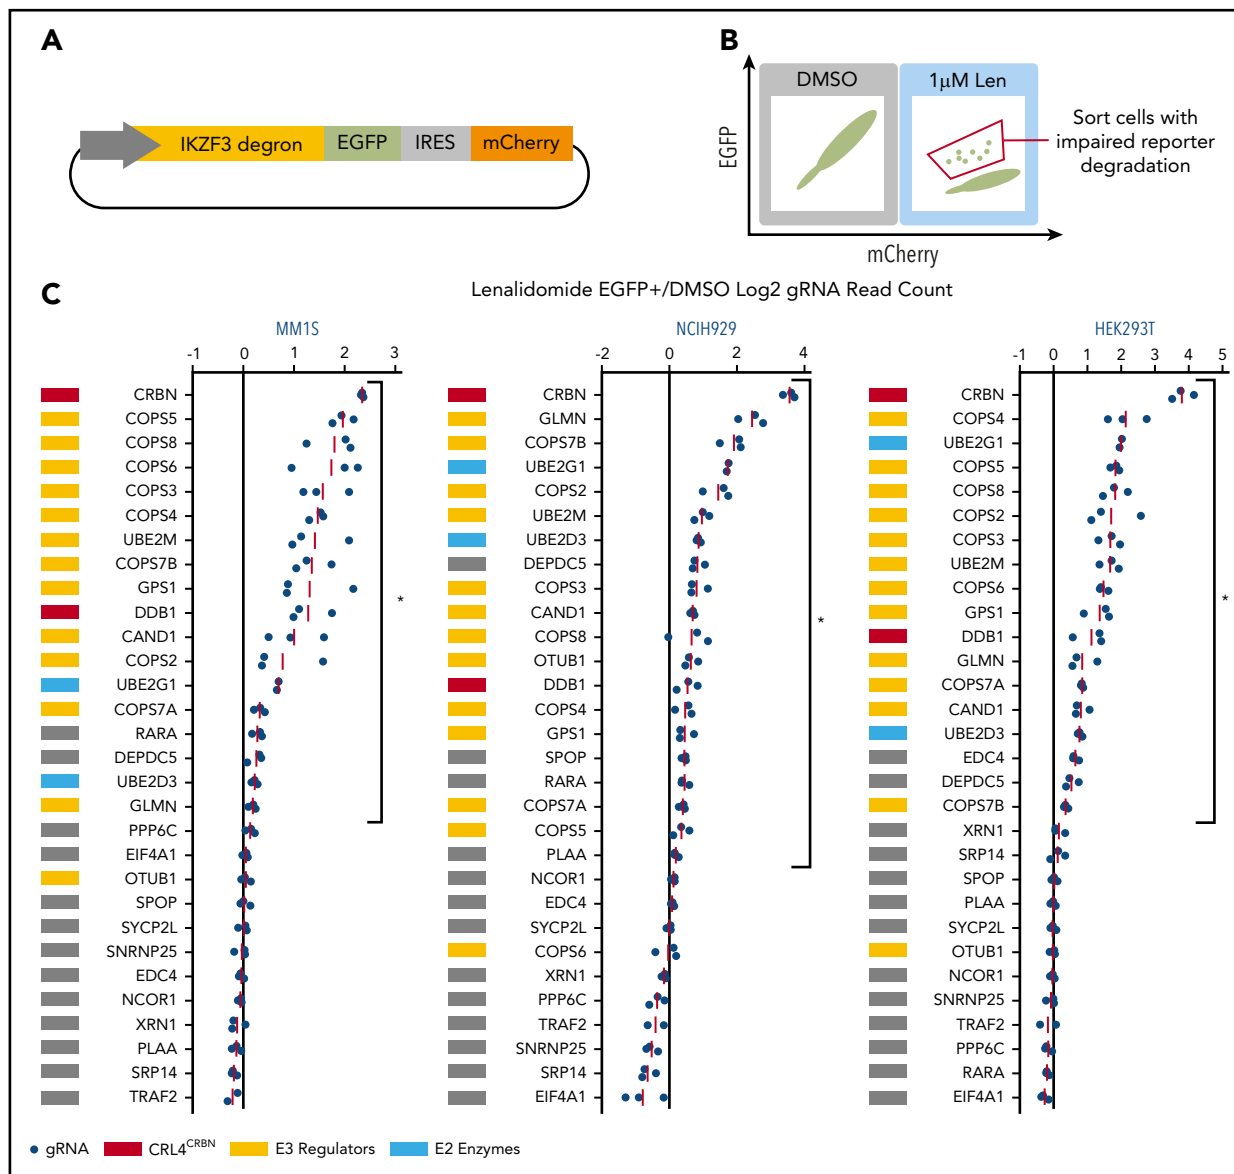 A
IKZF3 degron
EGFP
IRES
mCherry
B
EGFP
DMSO
1μM Len
Sort cells with
impaired reporter
degradation
mCherry
C
Lenalidomide EGFP+/DMSO Log2 gRNA Read Count
MM1S
-1 0 1 2 3
CRBN
COPS5
COPS8
COPS6
COPS3
COPS4
UBE2M
COPS7B
GPS1
DDB1
CAND1
COPS2
UBE2G1
COPS7A
RARA
DEPDC5
UBE2D3
GLMN
PPP6C
EIF4A1
OTUB1
SPOP
SYCP2L
SNRNP25
EDC4
NCOR1
XRN1
PLAA
SRP14
TRAF2
*
NCIH929
-2 0 2 4
CRBN
GLMN
COPS7B
UBE2G1
COPS2
UBE2M
UBE2D3
DEPDC5
COPS3
CAND1
COPS8
OTUB1
DDB1
COPS4
GPS1
SPOP
RARA
COPS7A
COPS5
PLAA
NCOR1
EDC4
SYCP2L
COPS6
XRN1
PPP6C
TRAF2
SNRNP25
SRP14
EIF4A1
*
HEK293T
-1 0 1 2 3 4 5
CRBN
COPS4
UBE2G1
COPS5
COPS8
COPS2
COPS3
UBE2M
COPS6
GPS1
DDB1
GLMN
COPS7A
CAND1
UBE2D3
EDC4
DEPDC5
COPS7B
XRN1
SRP14
SPOP
PLAA
SYCP2L
OTUB1
NCOR1
SNRNP25
TRAF2
PPP6C
RARA
EIF4A1
*
gRNA
CRL4CRBN
E3 Regulators
E2 Enzymes